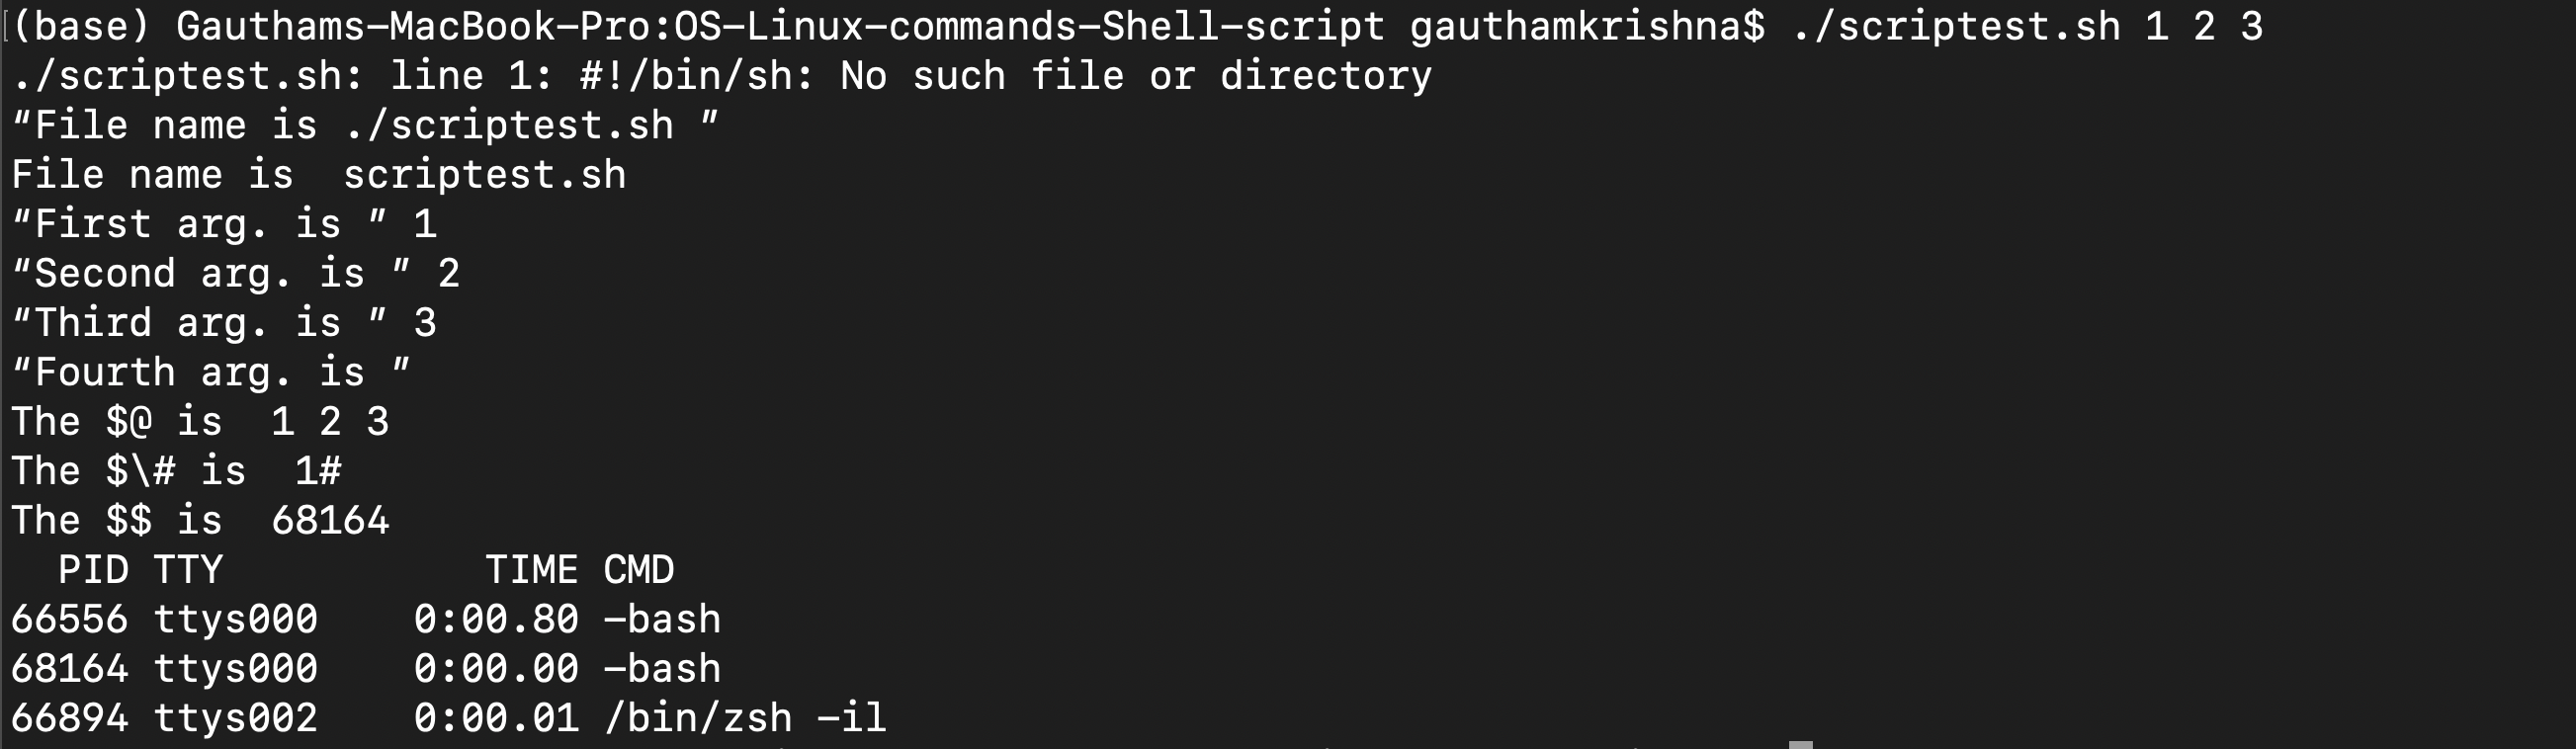 (base) Gauthams-MacBook-Pro:OS-Linux-commands-Shell-script gauthamkrishna$ ./scriptest.sh 1 2 3
./scriptest.sh: line 1: #!/bin/sh: No such file or directory
“File name is ./scriptest.sh ”
File name is  scriptest.sh
“First arg. is ” 1
“Second arg. is ” 2
“Third arg. is ” 3
“Fourth arg. is ”
The $@ is  1 2 3
The $\# is  1#
The $$ is  68164
  PID TTY           TIME CMD
66556 ttys000    0:00.80 -bash
68164 ttys000    0:00.00 -bash
66894 ttys002    0:00.01 /bin/zsh -il